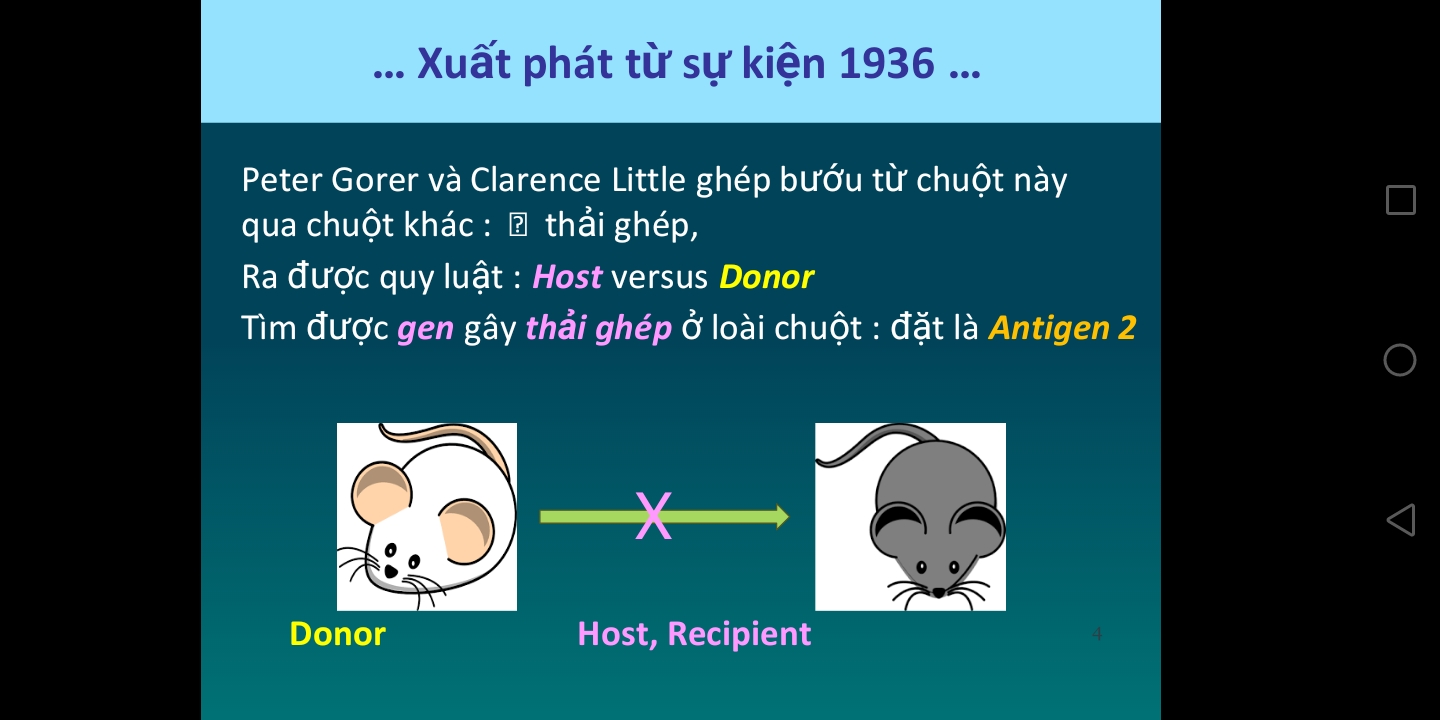 ... Xuất phát từ sự kiện 1936 ...
Peter Gorer và Clarence Little ghép bướu từ chuột này
qua chuột khác : thải ghép,
Ra được quy luật : Host versus Donor
Tìm được gen gây thải ghép ở loài chuột : đặt là Antigen 2
X
Donor
Host, Recipient
4